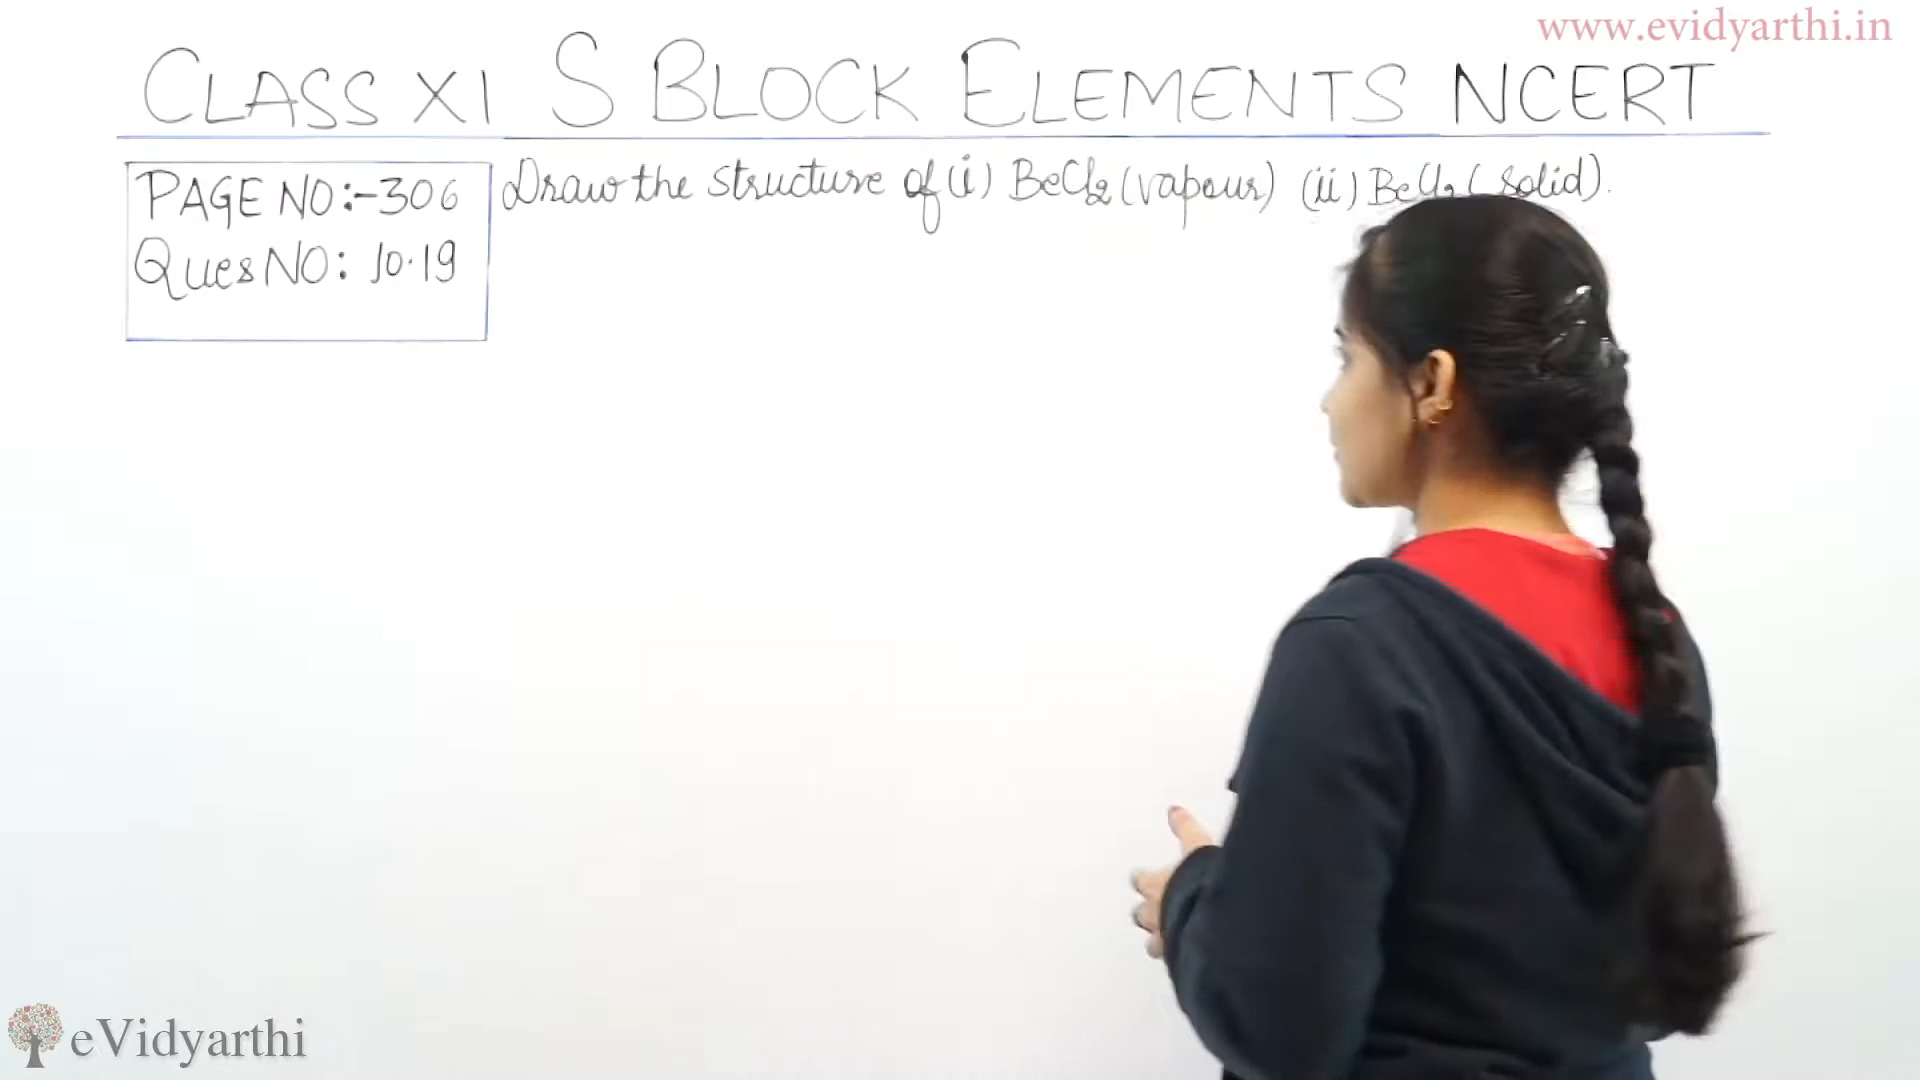 www.evidyarthi.in
CLASS XI S BLOCK ELEMENTS NCERT
PAGE NO:-306
Ques NO: 10.19
Draw the structure of (i) BeCl2 (vapour) (ii) BeCl2 (solid).
eVidyarthi